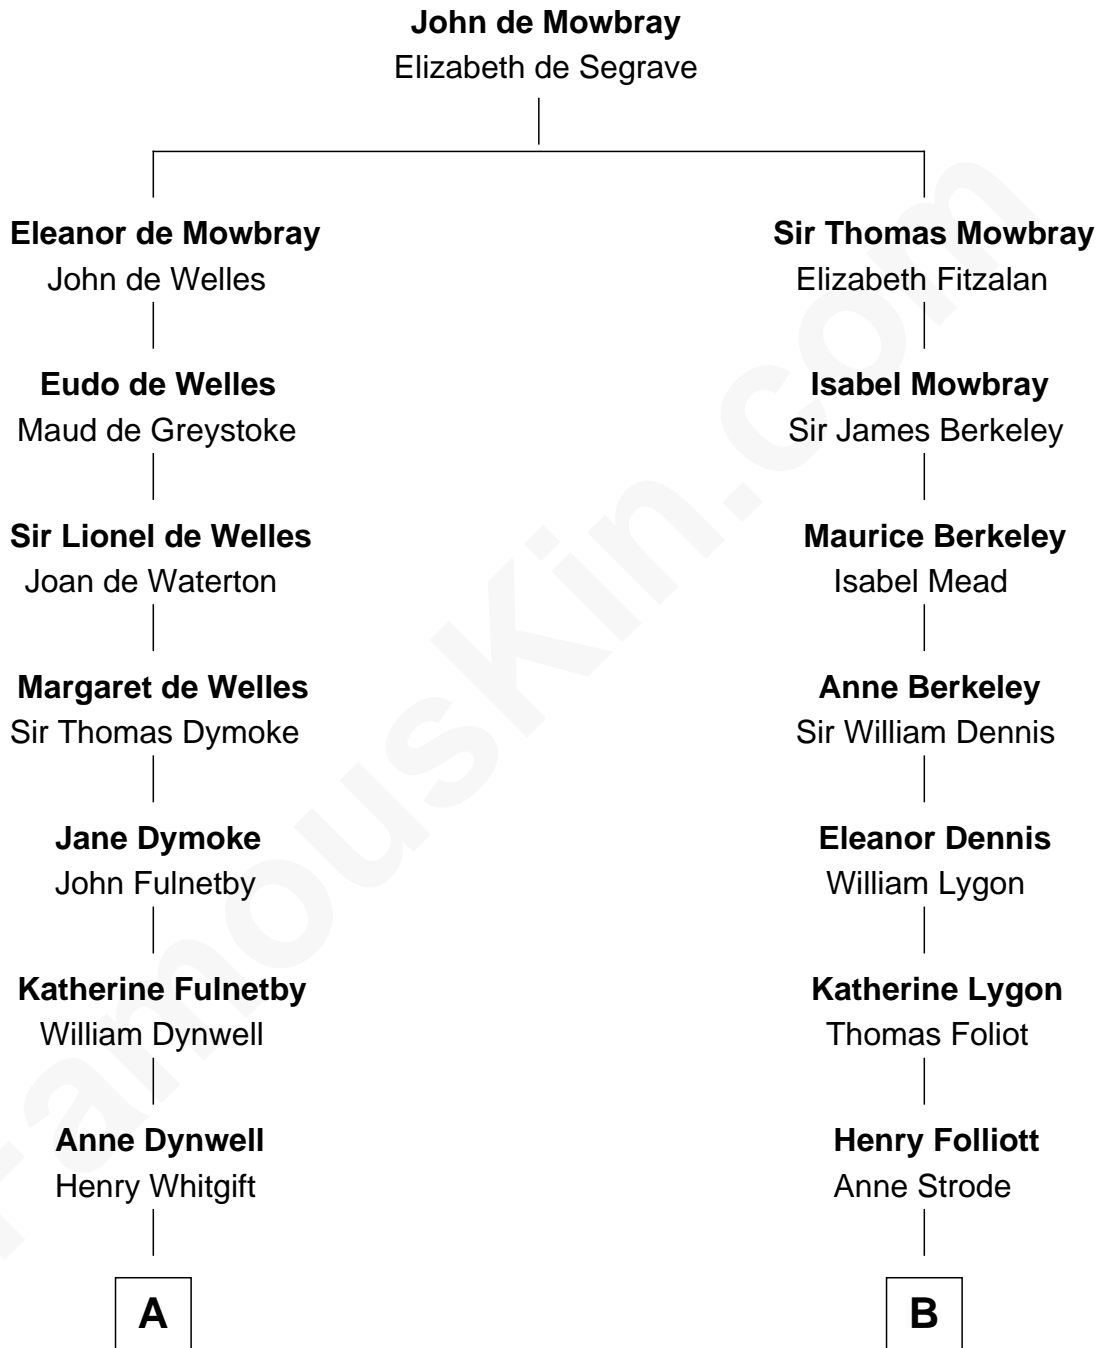 John de Mowbray
Elizabeth de Segrave
Eleanor de Mowbray
John de Welles
Sir Thomas Mowbray
Elizabeth Fitzalan
Eudo de Welles
Maud de Greystoke
Isabel Mowbray
Sir James Berkeley
Sir Lionel de Welles
Joan de Waterton
Maurice Berkeley
Isabel Mead
Margaret de Welles
Sir Thomas Dymoke
Anne Berkeley
Sir William Dennis
Jane Dymoke
John Fulnetby
Eleanor Dennis
William Lygon
Katherine Fulnetby
William Dynwell
Katherine Lygon
Thomas Foliot
Anne Dynwell
Henry Whitgift
Henry Folliott
Anne Strode
A
B
FamousKin.com